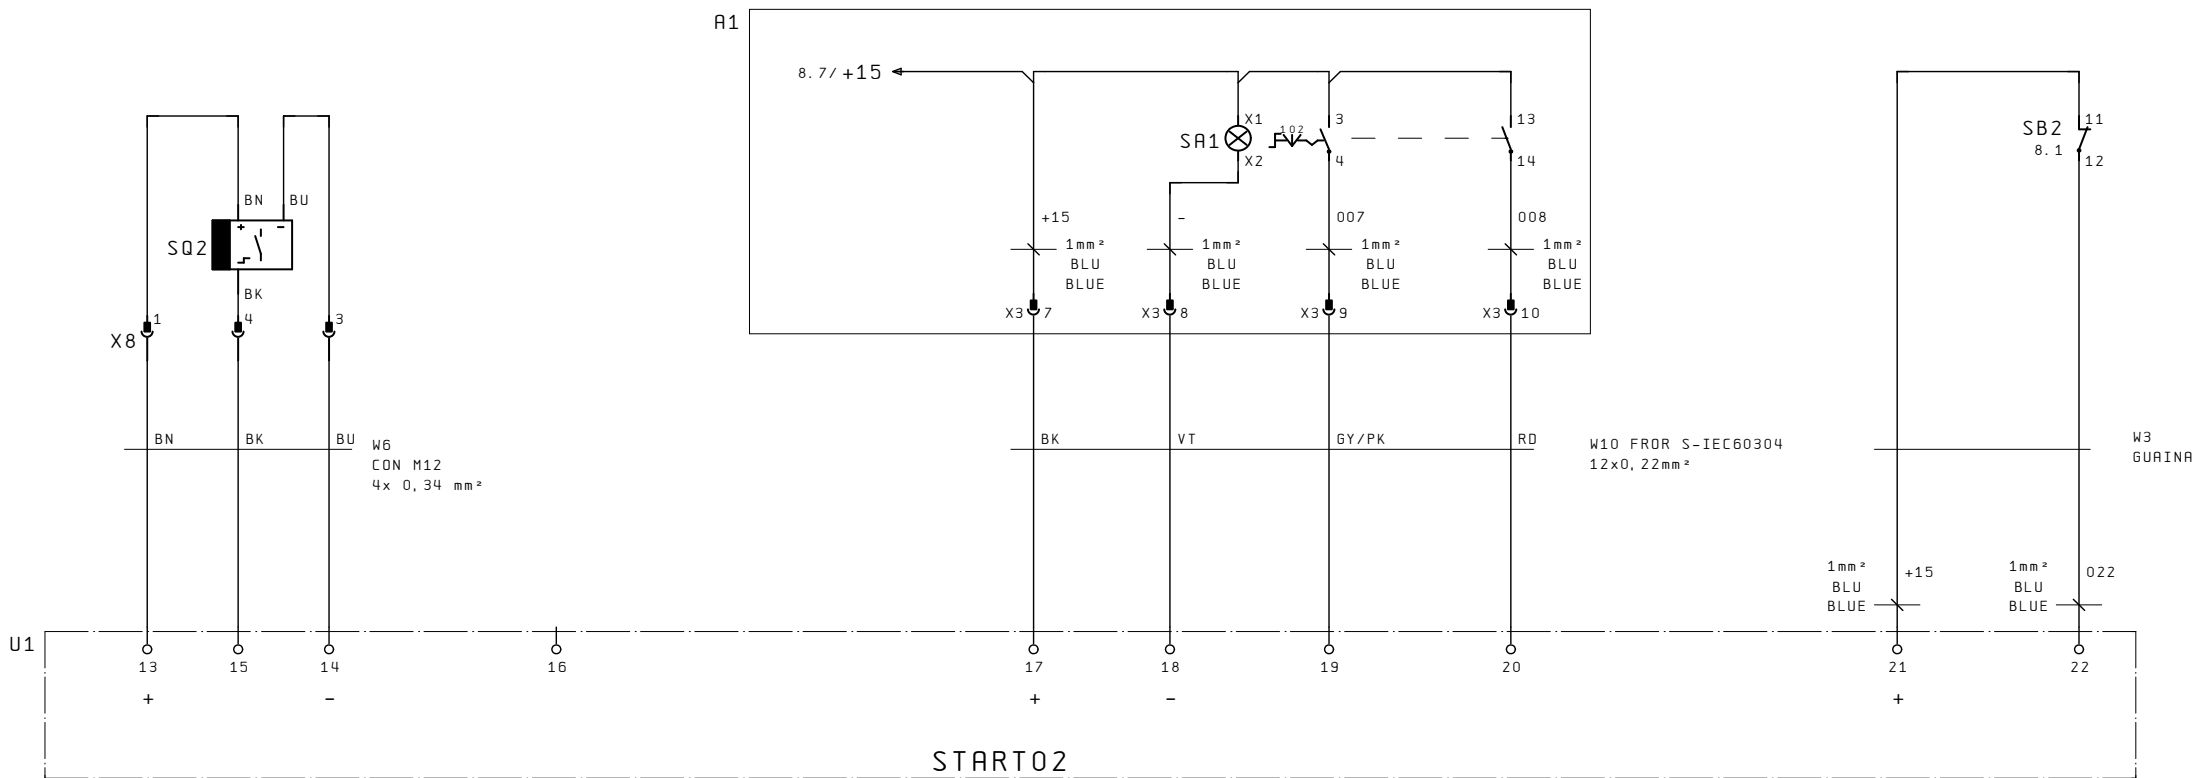 A1
8.7/ +15
X1
3
13
11
102
SA1
SB2
X2
4
14
8.1
12
BN
BU
+ -
SQ2
BK
+15
-
007
008
1mm²
BLU
BLUE
1mm²
BLU
BLUE
1mm²
BLU
BLUE
1mm²
BLU
BLUE
X3 7
X3 8
X3 9
X3 10
1
4
3
X8
BN
BK
BU
W6
CON M12
4x 0,34 mm²
BK
VT
GY/PK
RD
W10 FROR S-IEC60304
12x0,22mm²
W3
GUAINA
1mm²
BLU
BLUE
+15
1mm²
BLU
BLUE
022
U1
13
15
14
16
17
18
19
20
21
22
+
-
+
-
+
START02